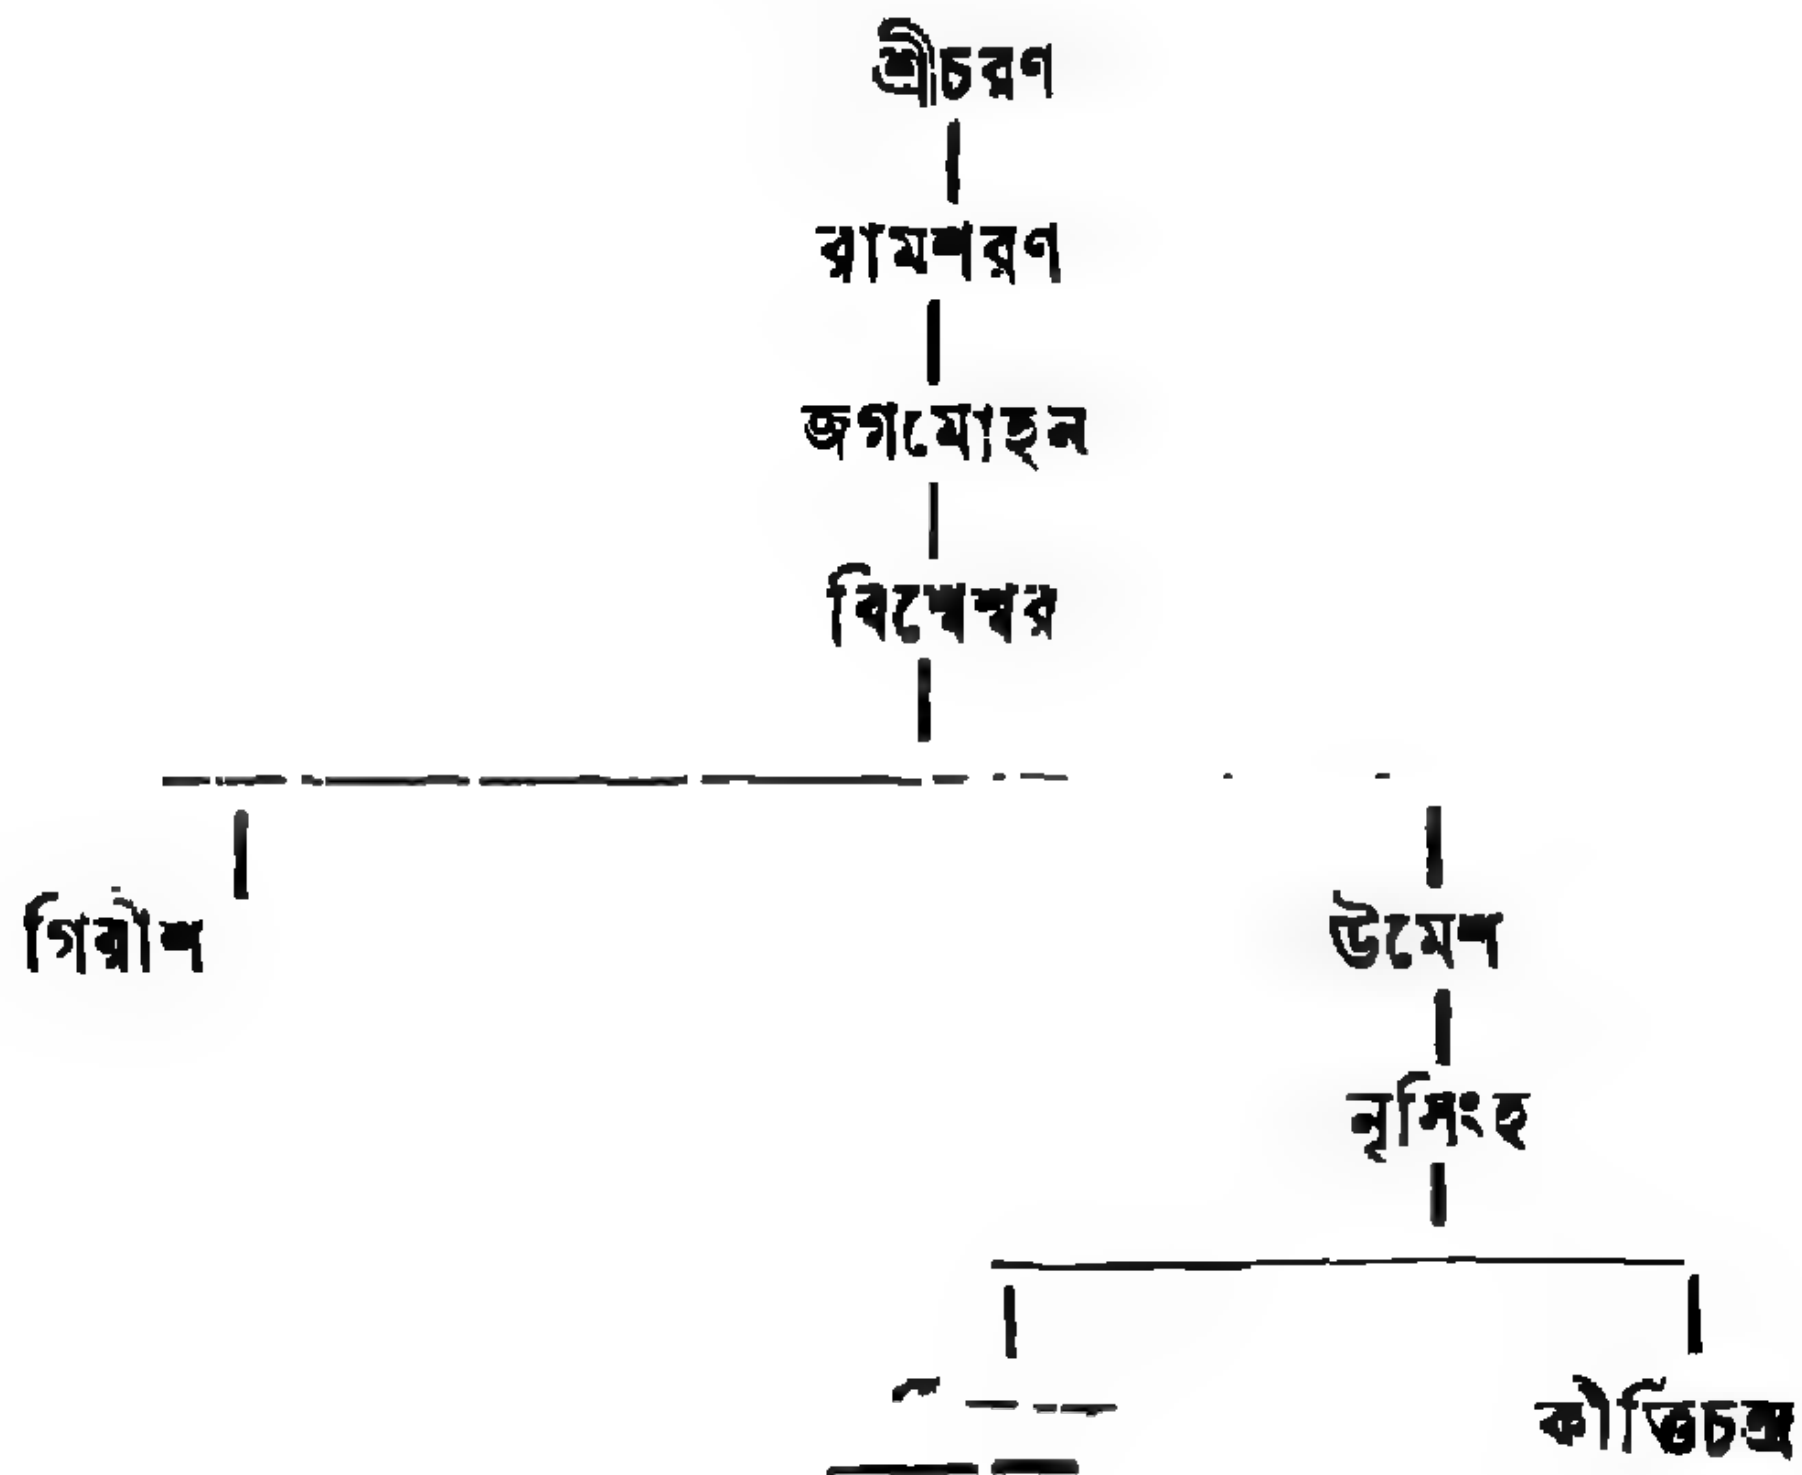 শ্রীচরণ
রামশরণ
জগমোহন
বিশ্বেশ্বর
গিরীশ উমেশ
নৃসিংহ
কীর্ত্তিচন্দ্র